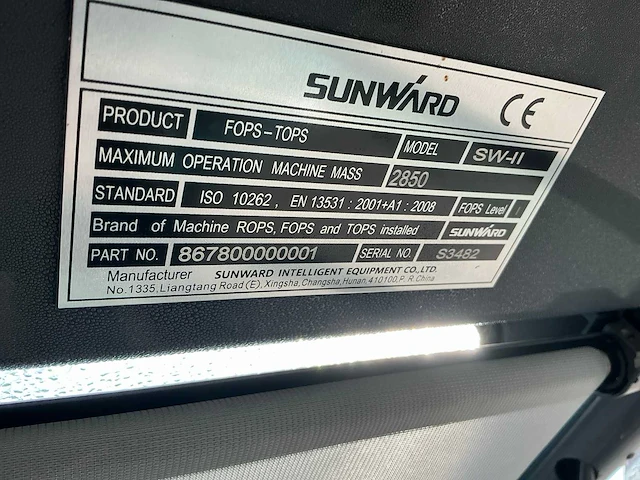 SUNWARD CE
PRODUCT FOPS-TOPS MODEL SW-II
MAXIMUM OPERATION MACHINE MASS 2850
STANDARD ISO 10262, EN 13531:2001+A1:2008 FOPS Level I
Brand of Machine ROPS, FOPS and TOPS installed SUNWARD
PART NO. 867800000001 SERIAL NO. S3482
Manufacturer SUNWARD INTELLIGENT EQUIPMENT CO.,LTD.
No.1335,Liangtang Road (E), Xingsha,Changsha,Hunan, 410100,P. R.China